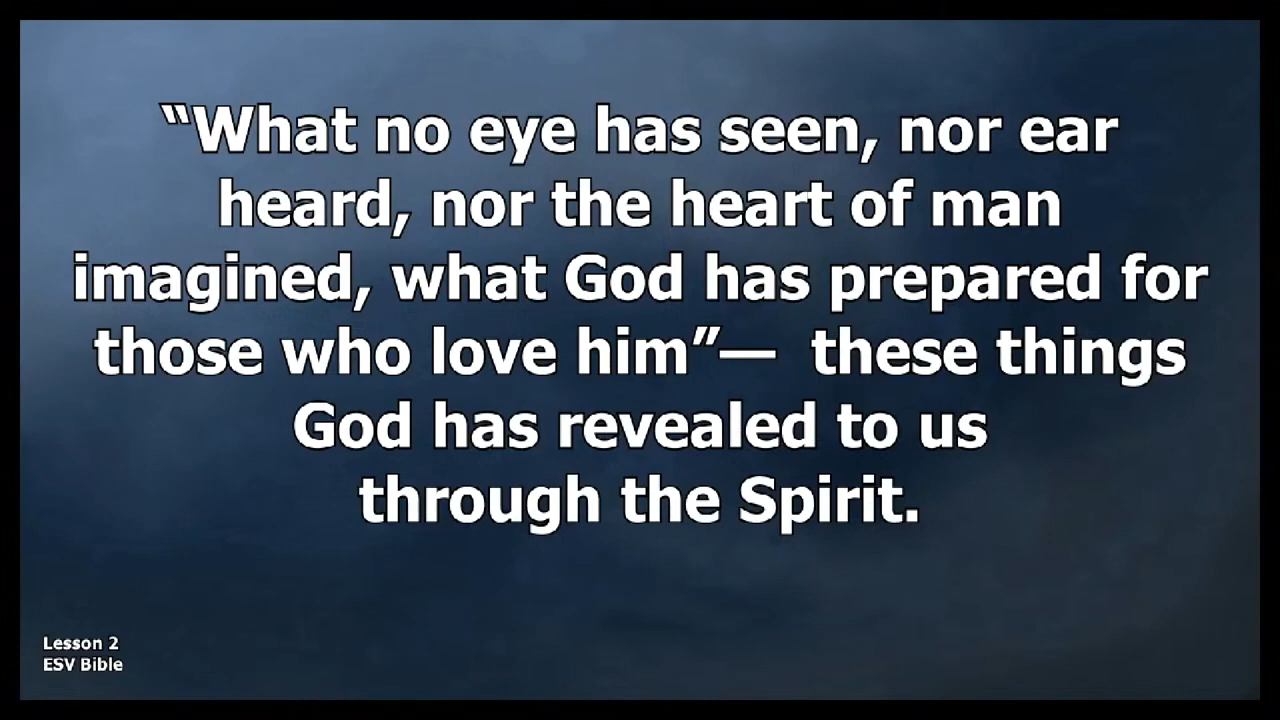 “What no eye has seen, nor ear
heard, nor the heart of man
imagined, what God has prepared for
those who love him”—  these things
God has revealed to us
through the Spirit.
Lesson 2
ESV Bible